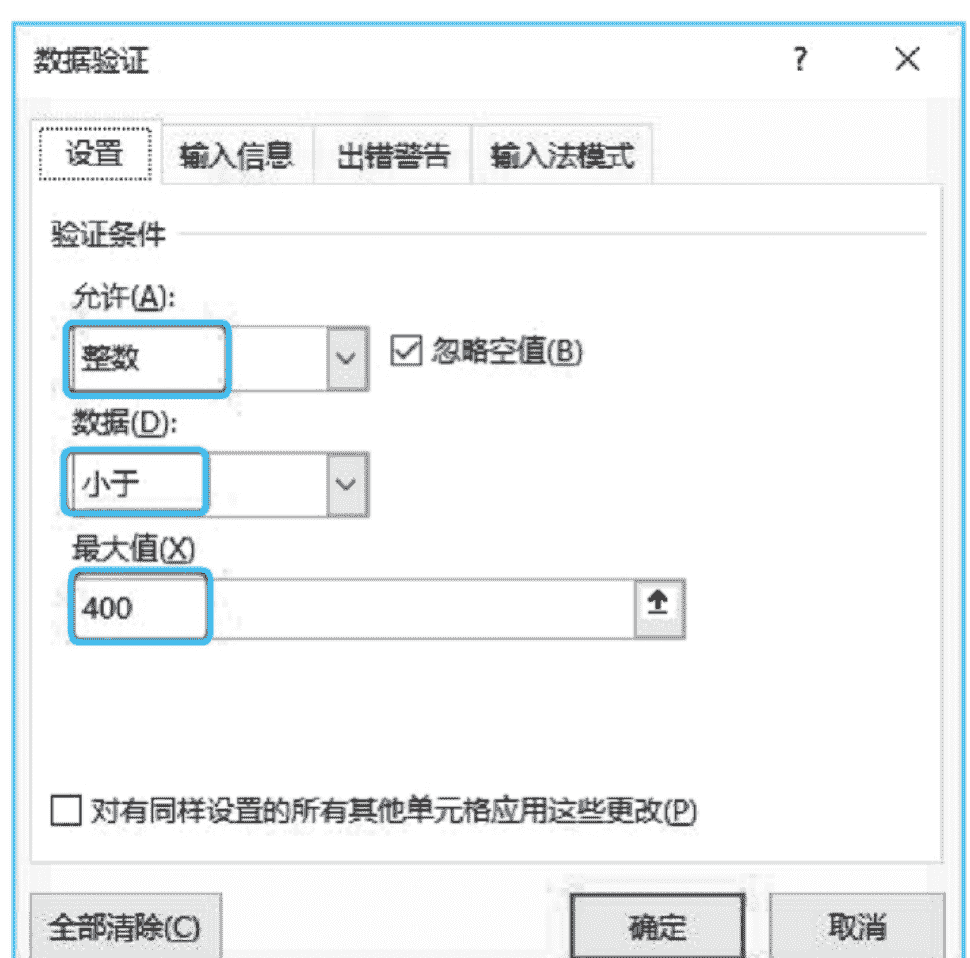 数据验证 ?
设置 输入信息 出错警告 输入法模式
验证条件
允许(A):
整数 忽略空值(B)
数据(D):
小于
最大值(X)
400
对有同样设置的所有其他单元格应用这些更改(P)
全部清除(C) 确定 取消